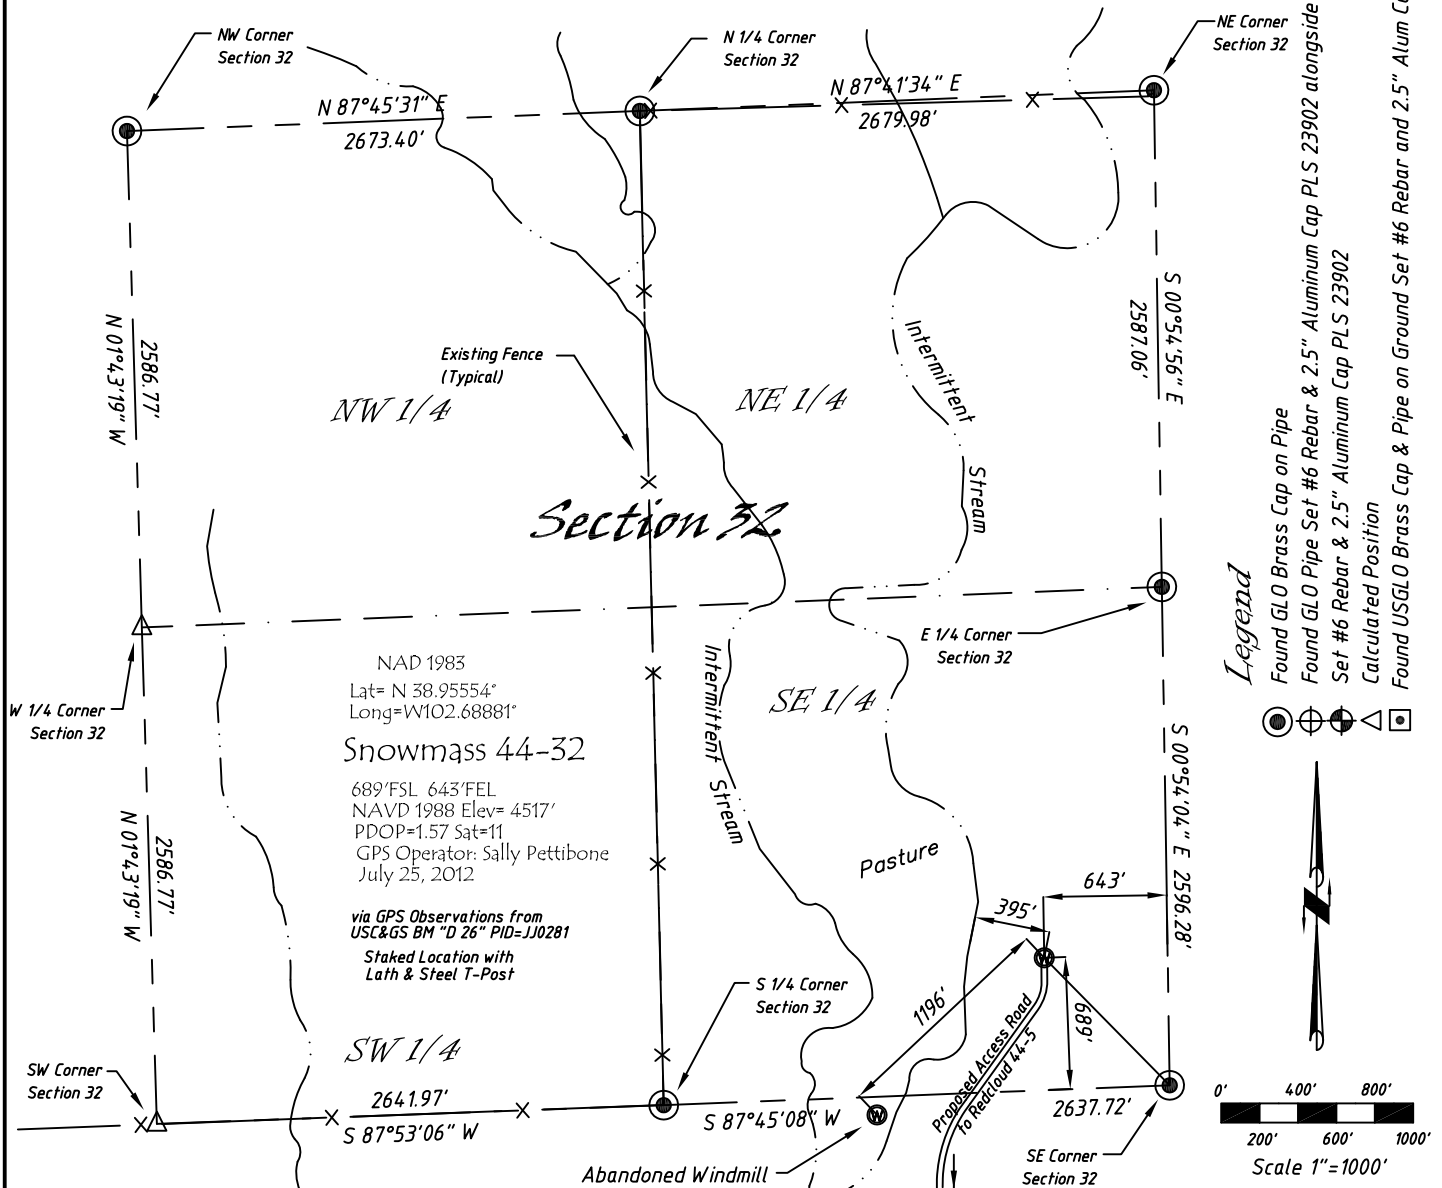 NW Corner
Section 32
N 1/4 Corner
Section 32
NE Corner
Section 32
N 87°45'31" E
2673.40'
N 87°41'34" E
2679.98'
2586.77'
N 01°43'19" W
S 00°54'56" E
2587.06'
Existing Fence
(Typical)
NW 1/4
NE 1/4
Intermittent
Stream
Section 32
E 1/4 Corner
Section 32
W 1/4 Corner
Section 32
NAD 1983
Lat= N 38.95554°
Long=W102.68881°
Snowmass 44-32
689'FSL 643'FEL
NAVD 1988 Elev= 4517'
PDOP=1.57 Sat=11
GPS Operator: Sally Pettibone
July 25, 2012
via GPS Observations from
USC&GS BM "D 26" PID=JJ0281
Staked Location with
Lath & Steel T-Post
Intermittent
Stream
SE 1/4
Pasture
S 00°54'04" E 2596.28'
2586.77'
N 01°43'19" W
643'
395'
1196'
689'
W
Proposed Access Road
to Redcloud 44-5
S 1/4 Corner
Section 32
SW 1/4
SW Corner
Section 32
2641.97'
S 87°53'06" W
S 87°45'08" W
2637.72'
W
Abandoned Windmill
SE Corner
Section 32
Legend
Found GLO Brass Cap on Pipe
Found GLO Pipe Set #6 Rebar & 2.5" Aluminum Cap PLS 23902 alongside
Set #6 Rebar & 2.5" Aluminum Cap PLS 23902
Calculated Position
Found USGLO Brass Cap & Pipe on Ground Set #6 Rebar and 2.5" Alum
0' 400' 800'
200' 600' 1000'
Scale 1"=1000'